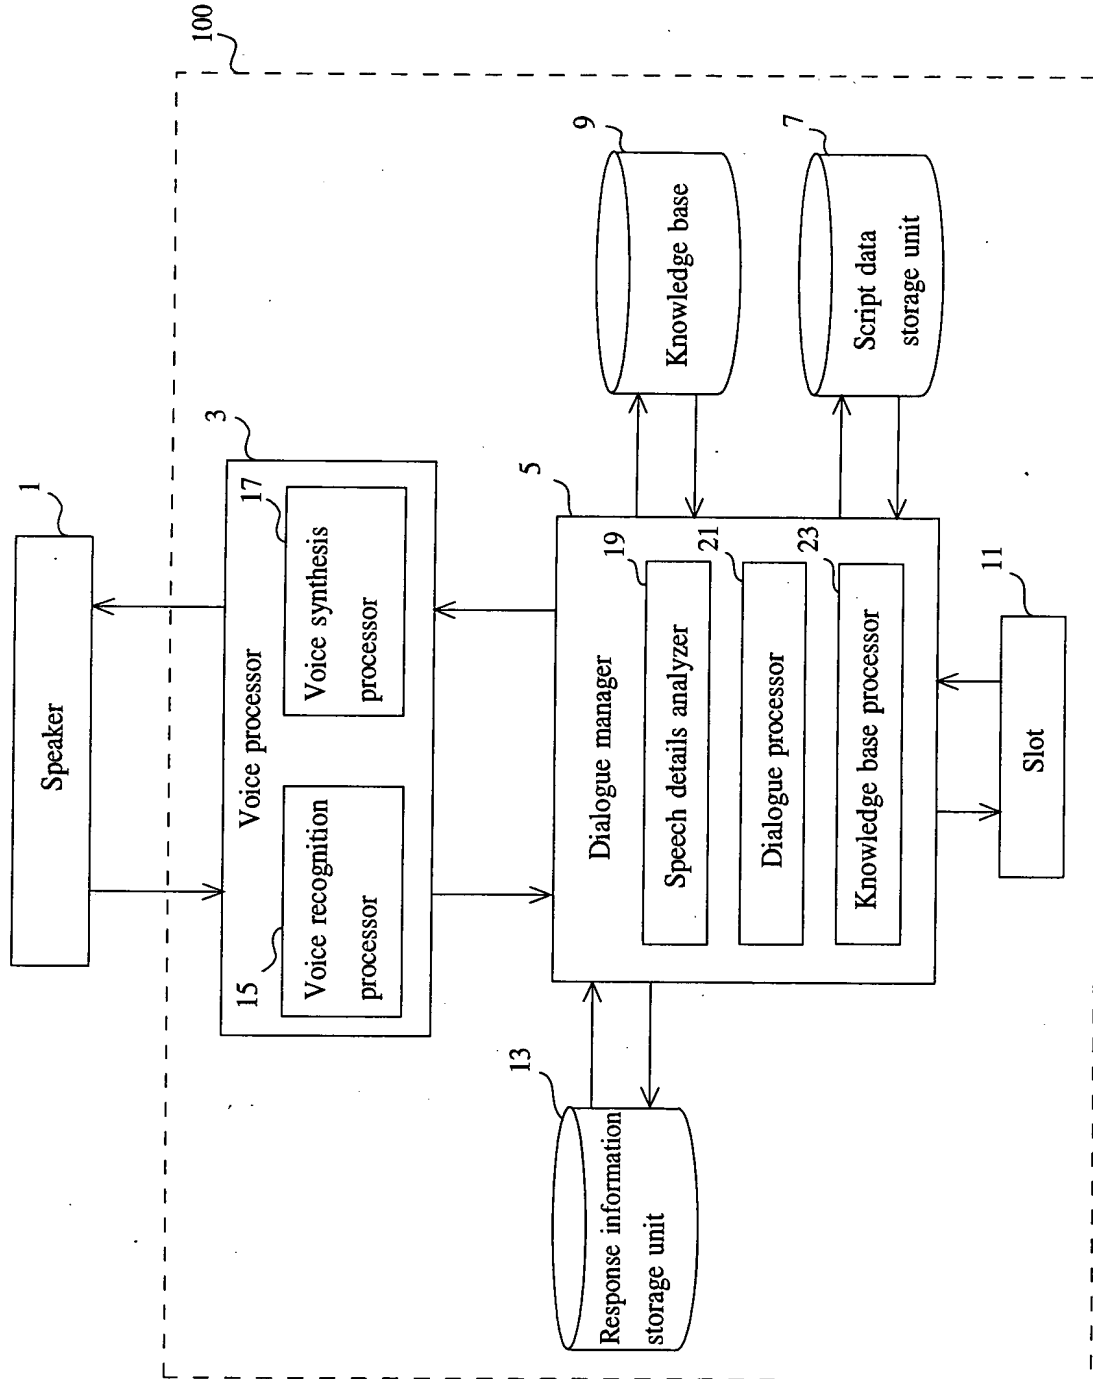 100
1
Speaker
3
Voice processor
15
Voice recognition
processor
17
Voice synthesis
processor
5
Dialogue manager
19
Speech details analyzer
21
Dialogue processor
23
Knowledge base processor
13
Response information
storage unit
9
Knowledge base
7
Script data
storage unit
11
Slot